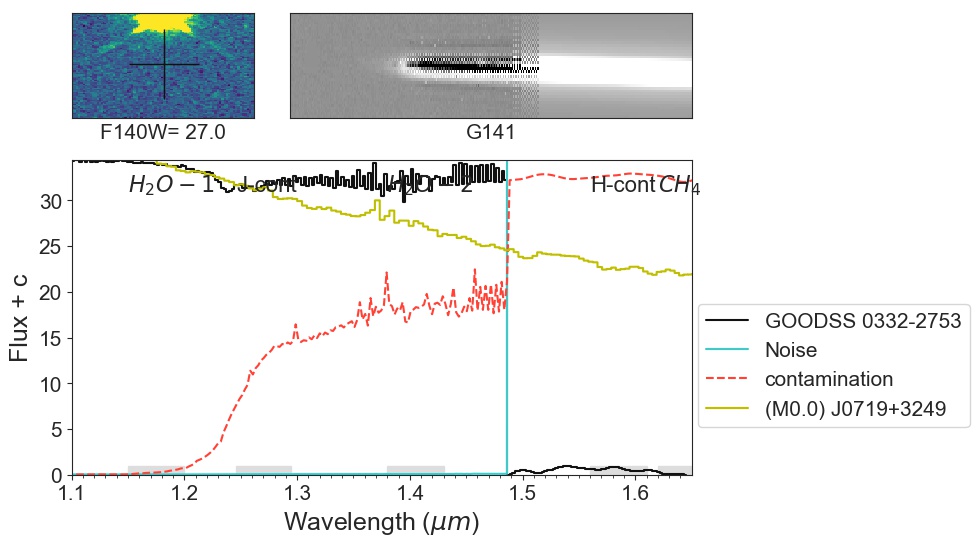 F140W= 27.0
G141
H₂O − 1
J-cont
H₂O − 2
H-cont
CH₄
Flux + c
30
25
20
15
10
5
0
1.1
1.2
1.3
1.4
1.5
1.6
Wavelength (μm)
GOODSS 0332-2753
Noise
contamination
(M0.0) J0719+3249